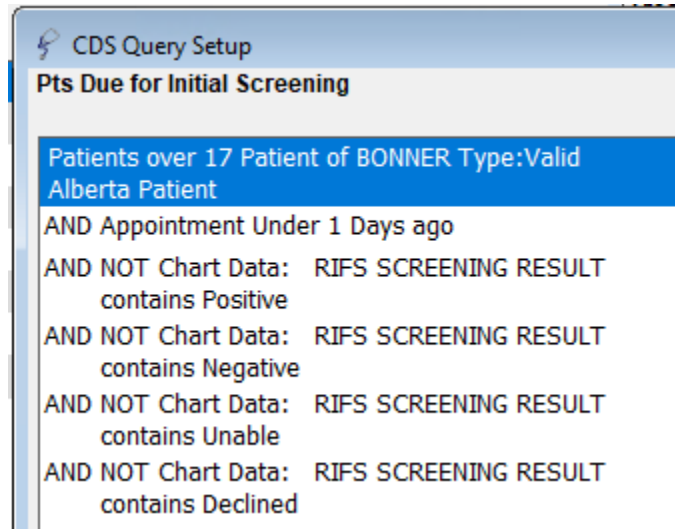 CDS Query Setup
Pts Due for Initial Screening
Patients over 17 Patient of BONNER Type:Valid
Alberta Patient
AND Appointment Under 1 Days ago
AND NOT Chart Data: RIFS SCREENING RESULT
contains Positive
AND NOT Chart Data: RIFS SCREENING RESULT
contains Negative
AND NOT Chart Data: RIFS SCREENING RESULT
contains Unable
AND NOT Chart Data: RIFS SCREENING RESULT
contains Declined